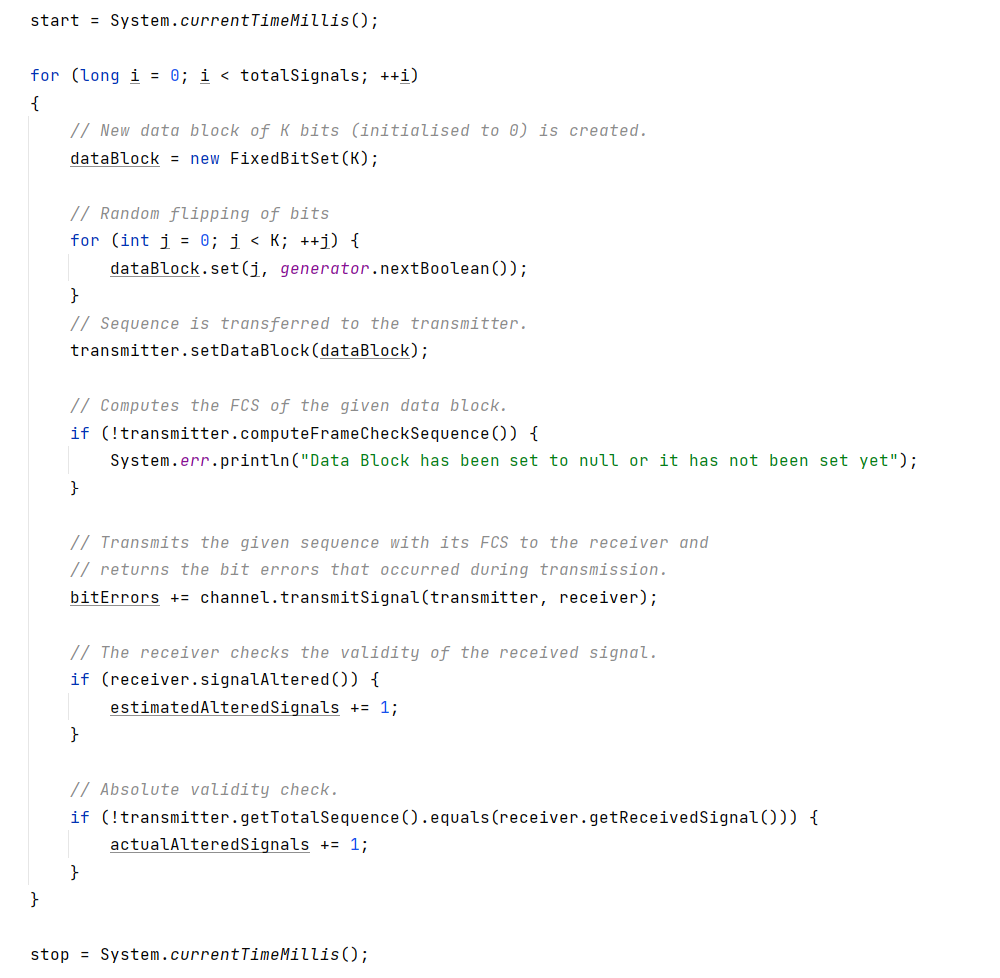 start = System.currentTimeMillis();
for (long i = 0; i < totalSignals; ++i)
{
// New data block of K bits (initialised to 0) is created.
dataBlock = new FixedBitSet(K);
// Random flipping of bits
for (int j = 0; j < K; ++j) {
dataBlock.set(j, generator.nextBoolean());
}
// Sequence is transferred to the transmitter.
transmitter.setDataBlock(dataBlock);
// Computes the FCS of the given data block.
if (!transmitter.computeFrameCheckSequence()) {
System.err.println("Data Block has been set to null or it has not been set yet");
}
// Transmits the given sequence with its FCS to the receiver and
// returns the bit errors that occurred during transmission.
bitErrors += channel.transmitSignal(transmitter, receiver);
// The receiver checks the validity of the received signal.
if (receiver.signalAltered()) {
estimatedAlteredSignals += 1;
}
// Absolute validity check.
if (!transmitter.getTotalSequence().equals(receiver.getReceivedSignal())) {
actualAlteredSignals += 1;
}
}
stop = System.currentTimeMillis();